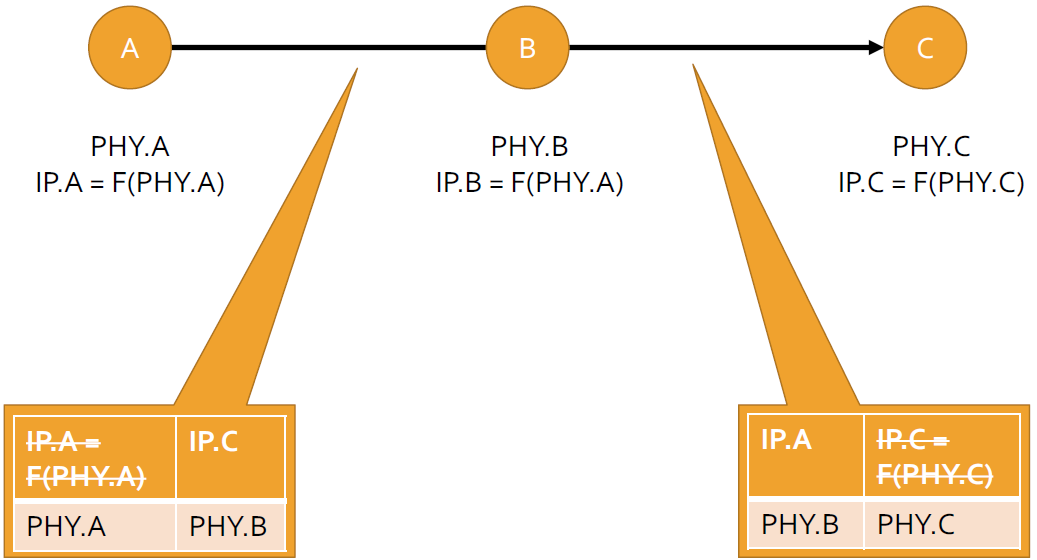 A
B
C
PHY.A
IP.A = F(PHY.A)
PHY.B
IP.B = F(PHY.A)
PHY.C
IP.C = F(PHY.C)
IP.A =
F(PHY.A)
IP.C
PHY.A
PHY.B
IP.A
IP.C =
F(PHY.C)
PHY.B
PHY.C